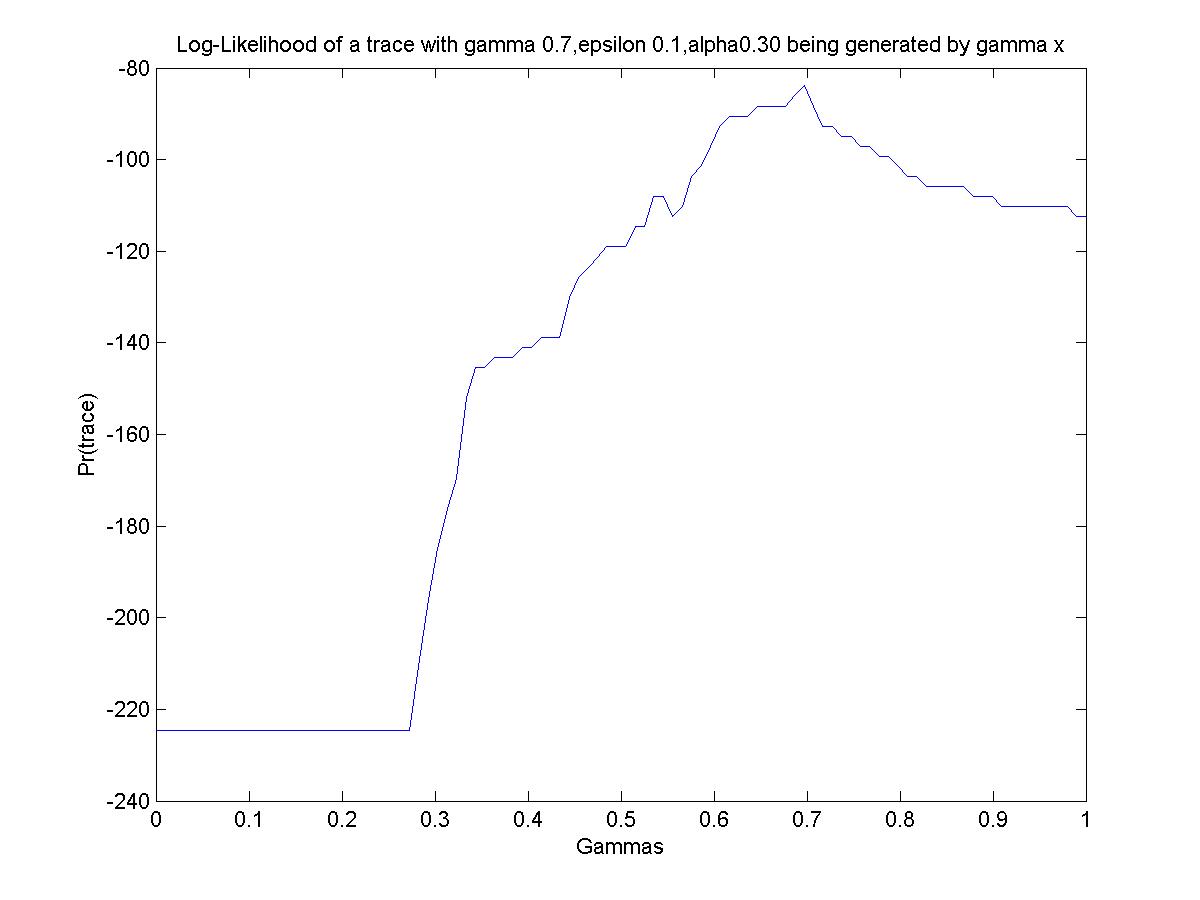 Log-Likelihood of a trace with gamma 0.7,epsilon 0.1,alpha0.30 being generated by gamma x
-80
-100
-120
-140
-160
-180
-200
-220
-240
Pr(trace)
0 0.1 0.2 0.3 0.4 0.5 0.6 0.7 0.8 0.9 1
Gammas